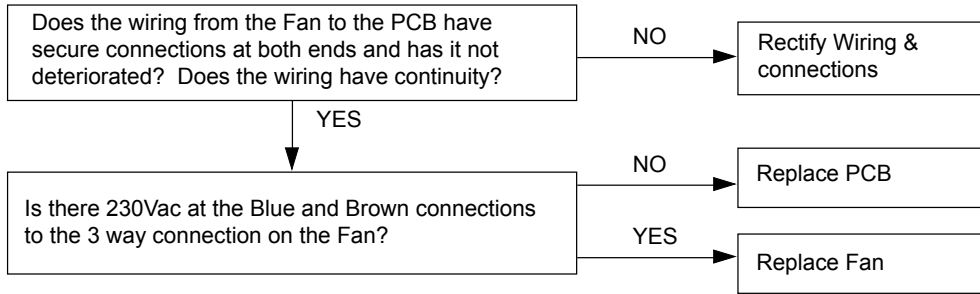 Does the wiring from the Fan to the PCB have
secure connections at both ends and has it not
deteriorated?  Does the wiring have continuity?
NO
Rectify Wiring &
connections
YES
Is there 230Vac at the Blue and Brown connections
to the 3 way connection on the Fan?
NO
Replace PCB
YES
Replace Fan